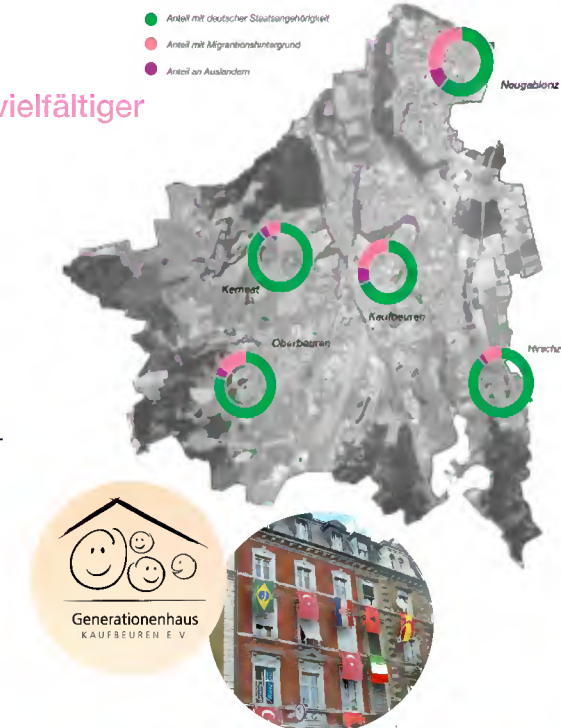 Anteil mit deutscher Staatsangehörigkeit
Anteil mit Migrationshintergrund
Anteil an Ausländern
vielfältiger
Neugablonz
Kemnat
Kaufbeuren
Oberbeuren
Generationenhaus
KAUFBEUREN E V